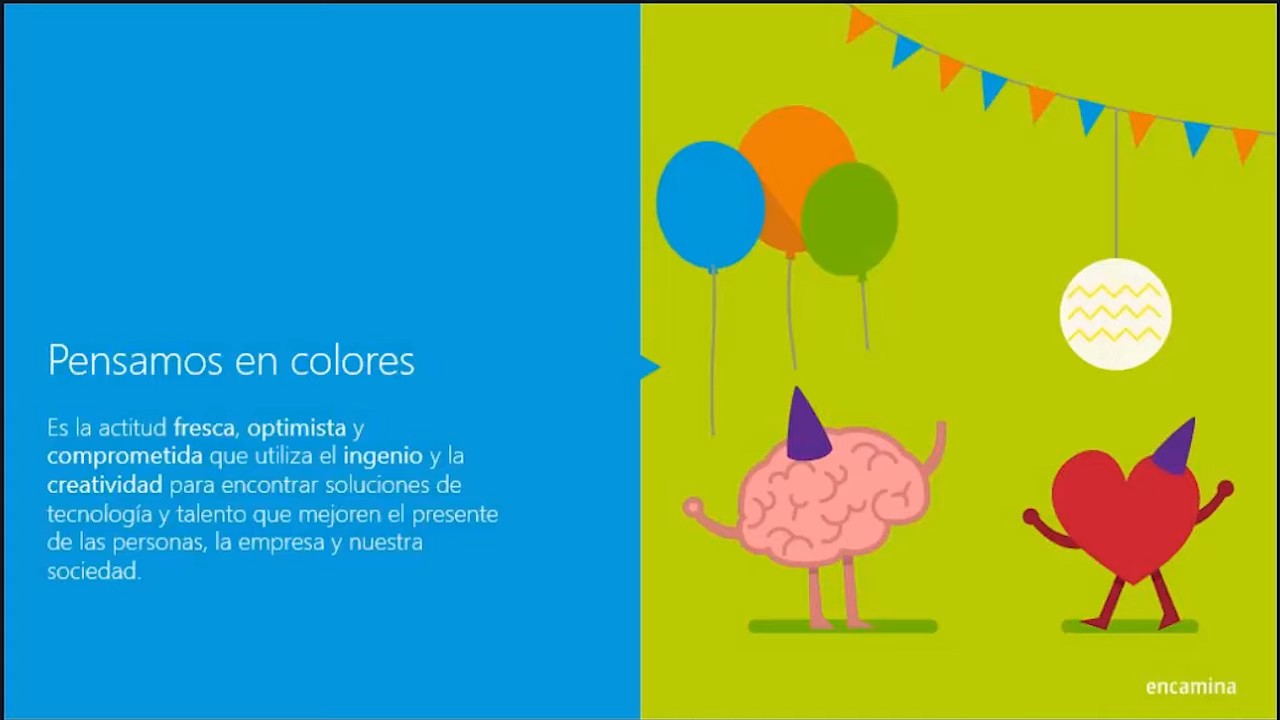 Pensamos en colores
Es la actitud fresca, optimista y
comprometida que utiliza el ingenio y la
creatividad para encontrar soluciones de
tecnología y talento que mejoren el presente
de las personas, la empresa y nuestra
sociedad.
encamina